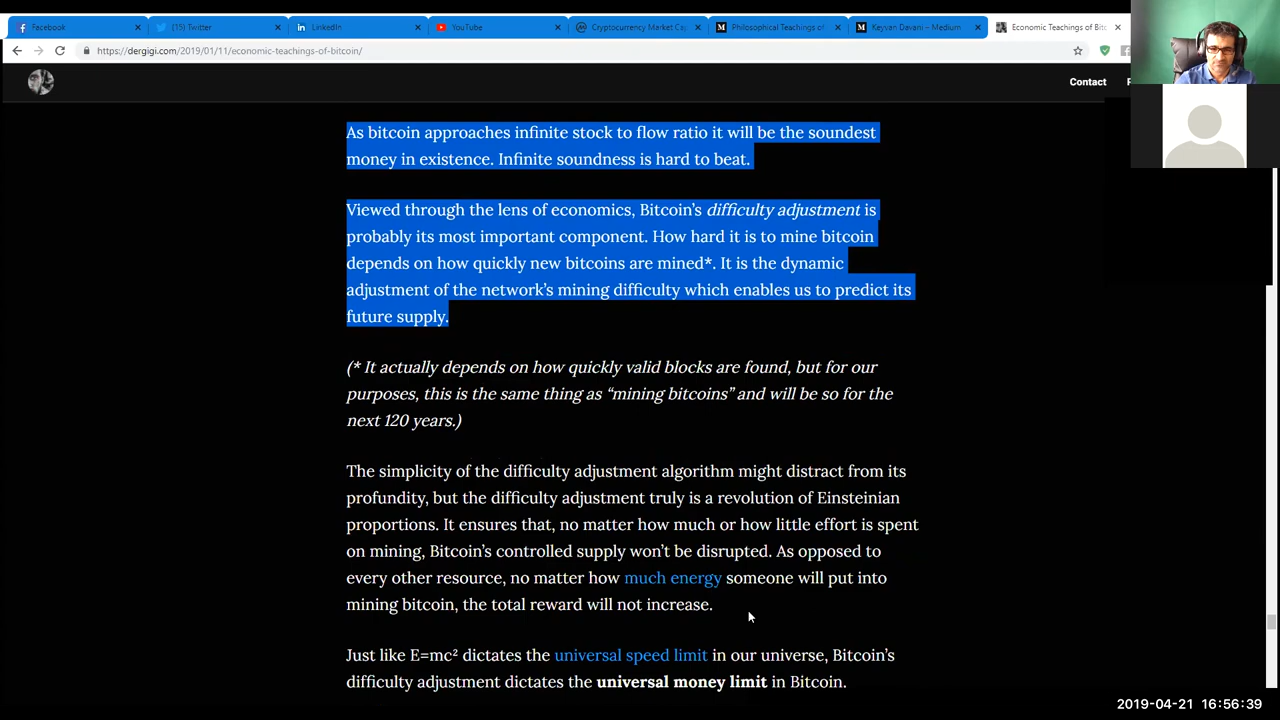 Facebook
(15) Twitter
LinkedIn
YouTube
Cryptocurrency Market Ca
Philosophical Teachings of
Keyvan Davani – Medium
Economic Teachings of Bit
https://dergigi.com/2019/01/11/economic-teachings-of-bitcoin/
Contact
As bitcoin approaches infinite stock to flow ratio it will be the soundest
money in existence. Infinite soundness is hard to beat.
Viewed through the lens of economics, Bitcoin's difficulty adjustment is
probably its most important component. How hard it is to mine bitcoin
depends on how quickly new bitcoins are mined*. It is the dynamic
adjustment of the network's mining difficulty which enables us to predict its
future supply.
(* It actually depends on how quickly valid blocks are found, but for our
purposes, this is the same thing as “mining bitcoins” and will be so for the
next 120 years.)
The simplicity of the difficulty adjustment algorithm might distract from its
profundity, but the difficulty adjustment truly is a revolution of Einsteinian
proportions. It ensures that, no matter how much or how little effort is spent
on mining, Bitcoin's controlled supply won't be disrupted. As opposed to
every other resource, no matter how much energy someone will put into
mining bitcoin, the total reward will not increase.
Just like E=mc² dictates the universal speed limit in our universe, Bitcoin's
difficulty adjustment dictates the universal money limit in Bitcoin.
2019-04-21 16:56:39